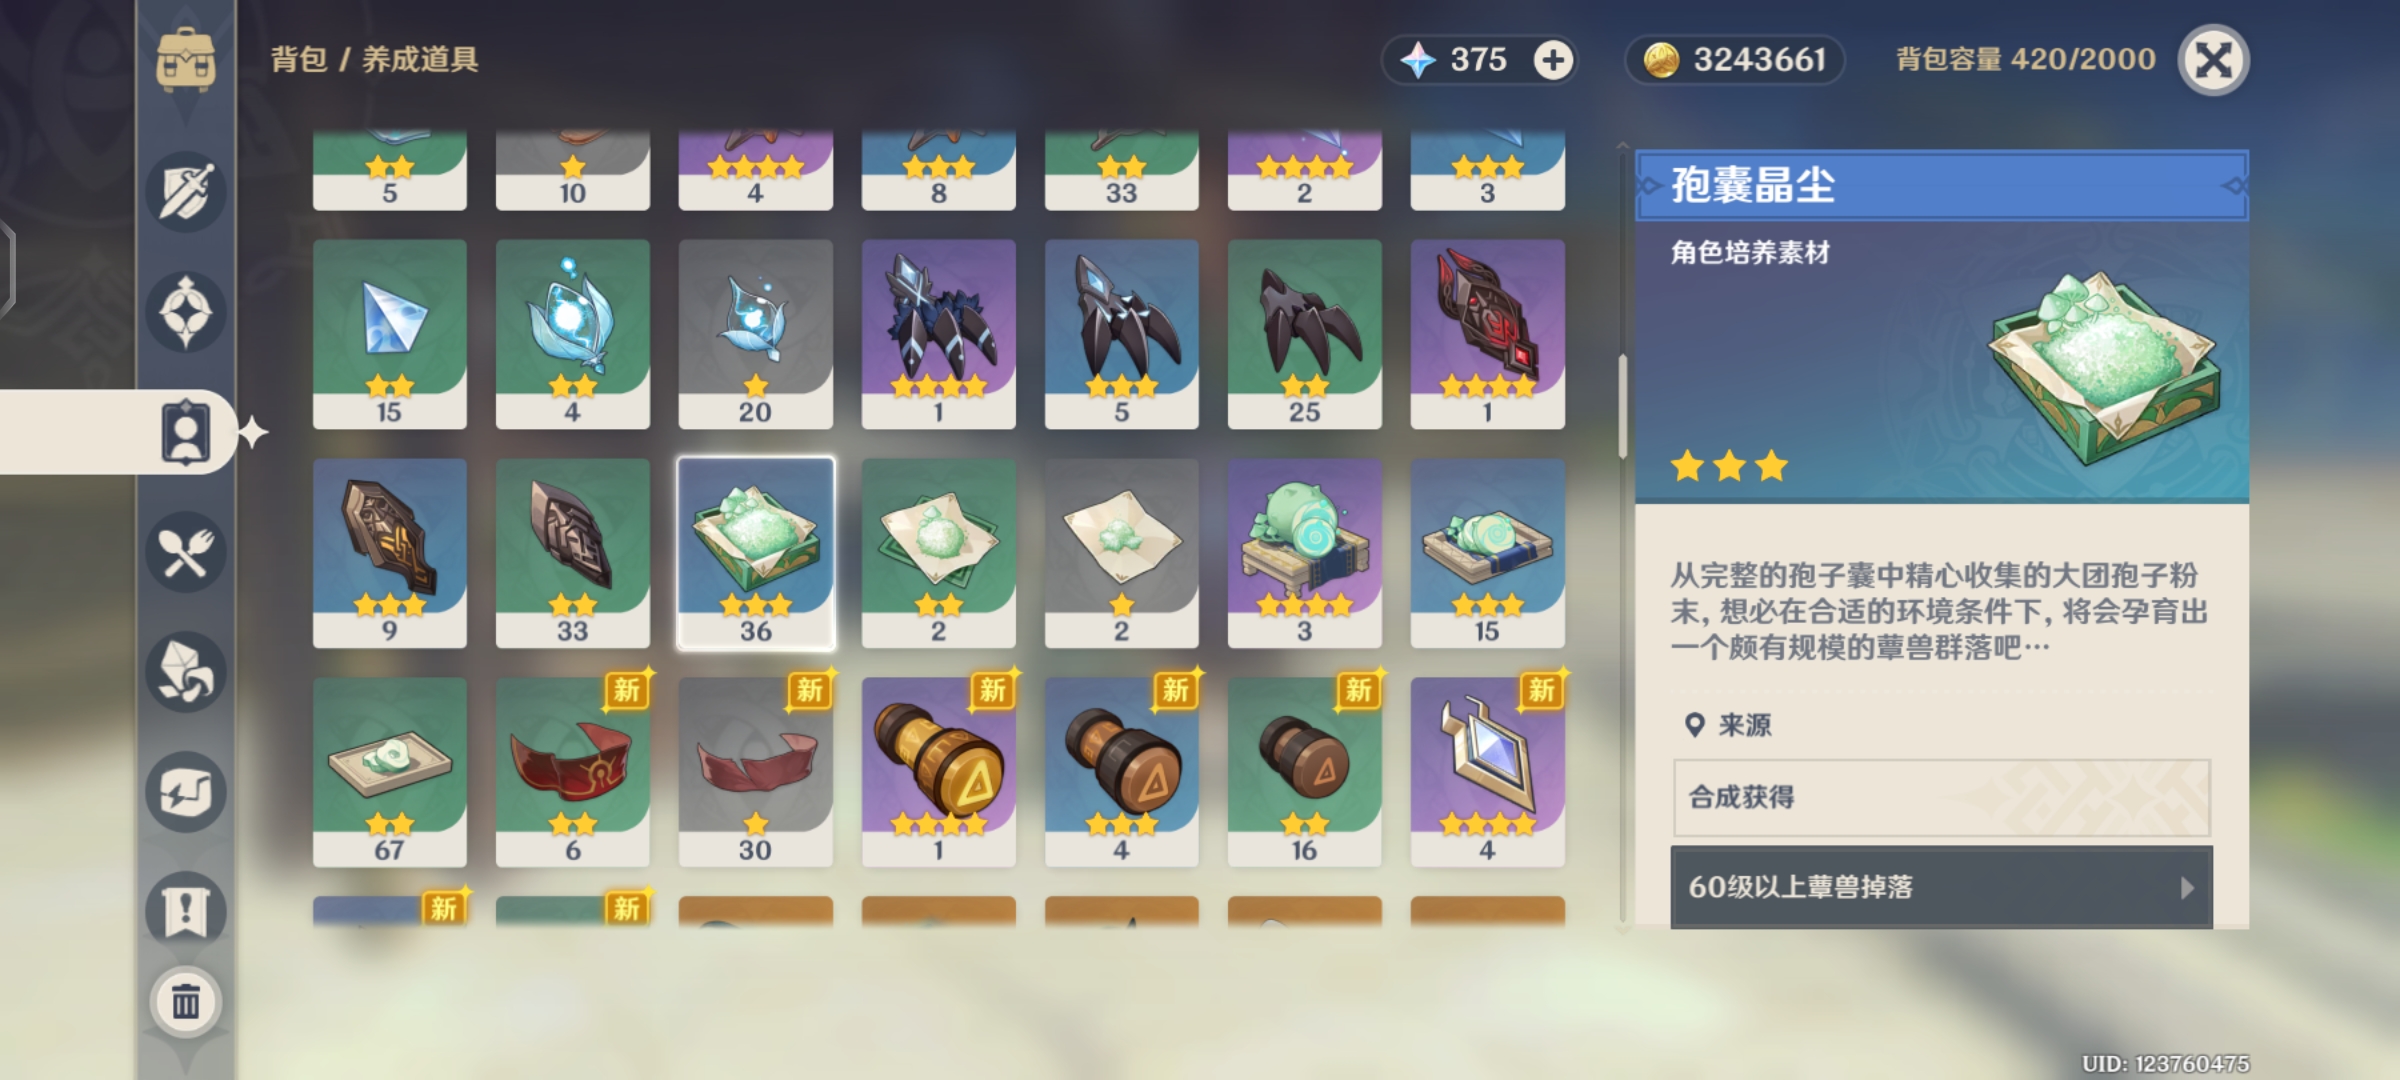 背包 / 养成道具
375
3243661
背包容量 420/2000
5 10 4 8 33 2 3
15 4 20 1 5 25 1
9 33 36 2 2 3 15
新 新 新 新 新 新
67 6 30 1 4 16 4
新 新
孢囊晶尘
角色培养素材
从完整的孢子囊中精心收集的大团孢子粉
末，想必在合适的环境条件下，将会孕育出
一个颇有规模的蕈兽群落吧…
来源
合成获得
60级以上蕈兽掉落
UID: 123760475